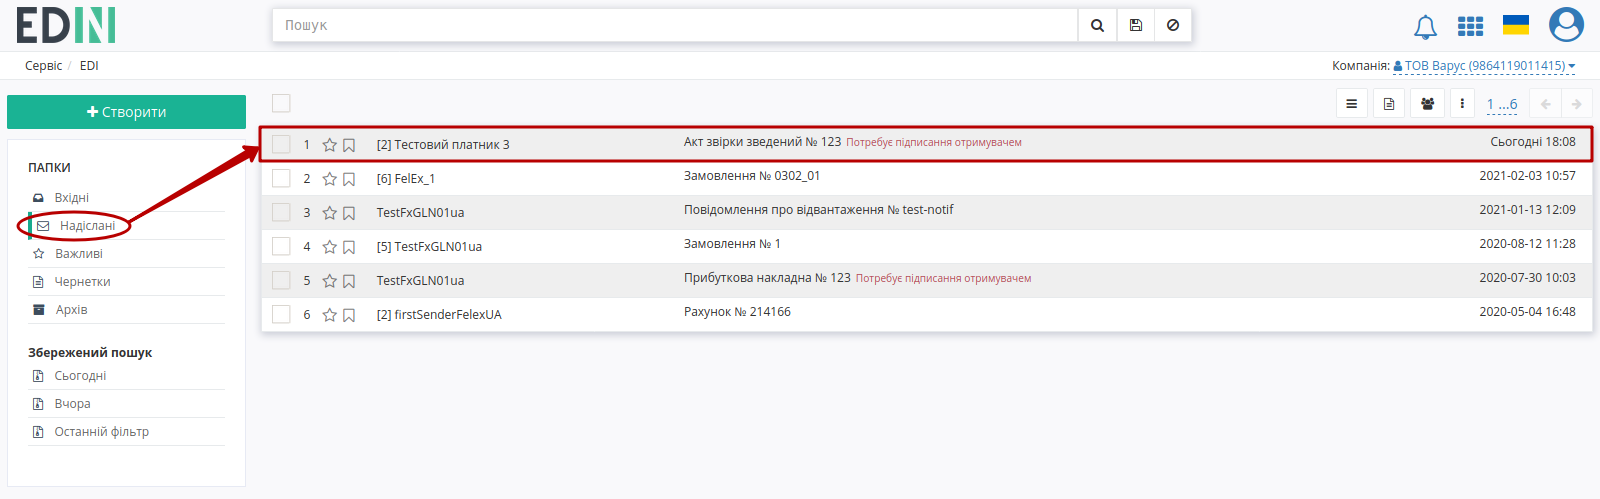 EDIN
Пошук
Сервіс / EDI
Компанія: ТОВ Варус (9864119011415)
Створити
1 ...6
ПАПКИ
Вхідні
Надіслані
Важливі
Чернетки
Архів
Збережений пошук
Сьогодні
Вчора
Останній фільтр
1 [2] Тестовий платник 3 Акт звірки зведений № 123 Потребує підписання отримувачем Сьогодні 18:08
2 [6] FelEx_1 Замовлення № 0302_01 2021-02-03 10:57
3 TestFxGLN01ua Повідомлення про відвантаження № test-notif 2021-01-13 12:09
4 [5] TestFxGLN01ua Замовлення № 1 2020-08-12 11:28
5 TestFxGLN01ua Прибуткова накладна № 123 Потребує підписання отримувачем 2020-07-30 10:03
6 [2] firstSenderFelexUA Рахунок № 214166 2020-05-04 16:48